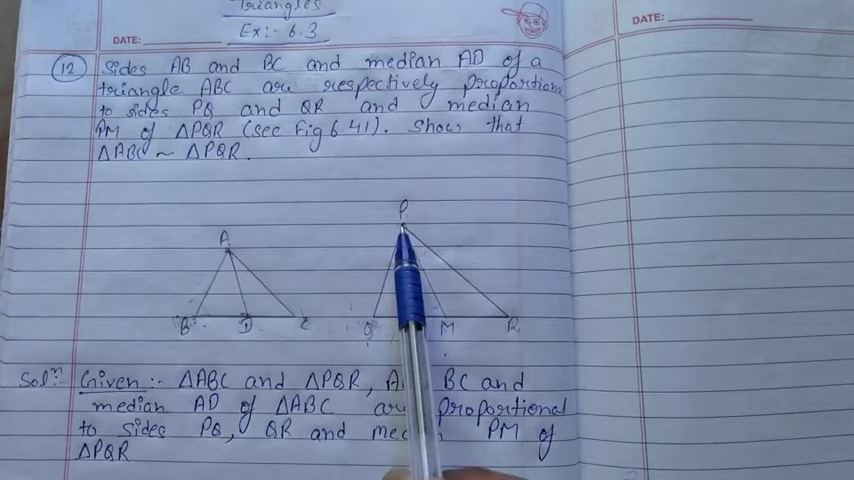 Triangles
Ex:- 6.3
DATE:
DATE:
12 Sides AB and BC and median AD of a
triangle ABC are respectively proportional
to sides PQ and QR and median
PM of ΔPQR (see Fig 6.41). Show that
ΔABC ~ ΔPQR.
P
A
B D C Q M R
Solⁿ:- Given :- ΔABC and ΔPQR, BC and
median AD of ΔABC are proportional
to sides PQ, QR and PM of
ΔPQR